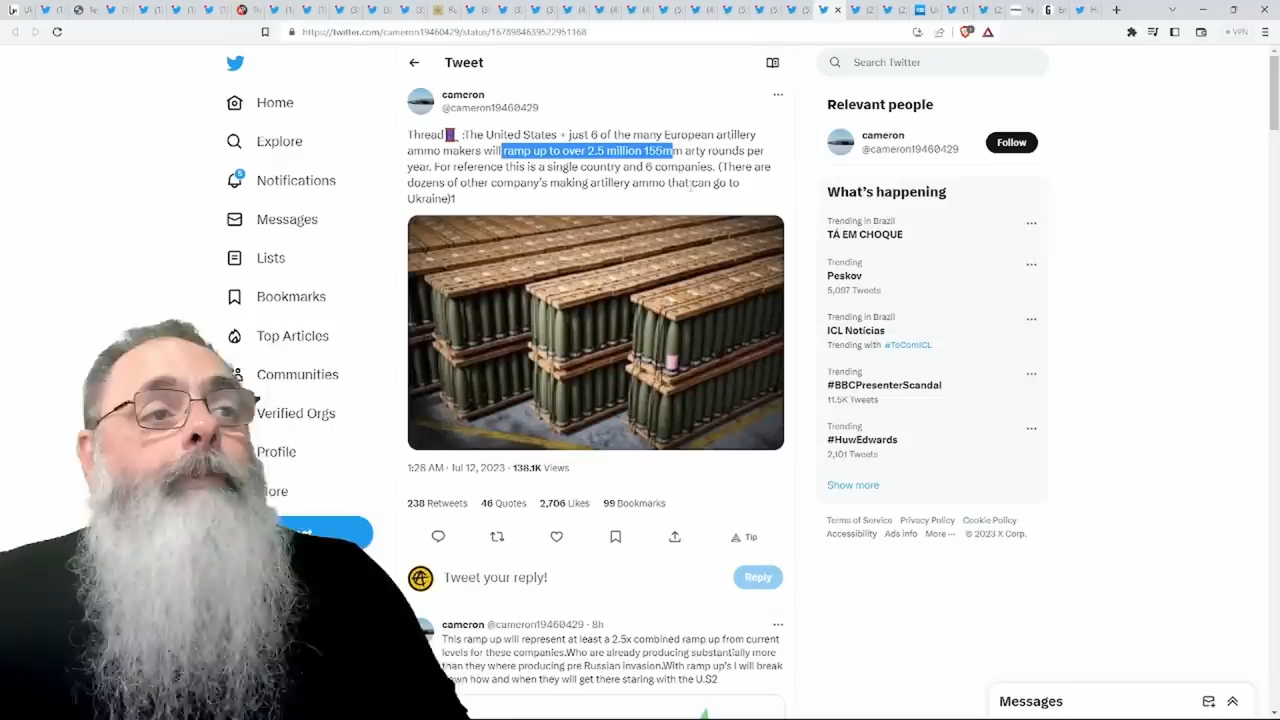 https://twitter.com/cameron19460429/status/1678984639522951168
VPN
Home
Explore
5
Notifications
Messages
Lists
Bookmarks
Top Articles
Communities
Verified Orgs
Profile
Tweet
cameron
@cameron19460429
Thread :The United States + just 6 of the many European artillery
ammo makers will ramp up to over 2.5 million 155mm arty rounds per
year. For reference this is a single country and 6 companies. (There are
dozens of other company's making artillery ammo that can go to
Ukraine)1
1:28 AM · Jul 12, 2023 · 138.1K Views
238 Retweets 46 Quotes 2,706 Likes 99 Bookmarks
Tip
Tweet your reply!
Reply
cameron @cameron19460429 · 8h
This ramp up will represent at least a 2.5x combined ramp up from current
levels for these companies.Who are already producing substantially more
than they where producing pre Russian invasion.With ramp up's I will break
down how and when they will get there staring with the U.S2
Search Twitter
Relevant people
cameron
@cameron19460429
Follow
What's happening
Trending in Brazil
TÁ EM CHOQUE
Trending
Peskov
5,097 Tweets
Trending in Brazil
ICL Notícias
Trending with #ToComICL
Trending
#BBCPresenterScandal
11.5K Tweets
Trending
#HuwEdwards
2,101 Tweets
Show more
Terms of Service Privacy Policy Cookie Policy
Accessibility Ads info More ··· © 2023 X Corp.
Messages